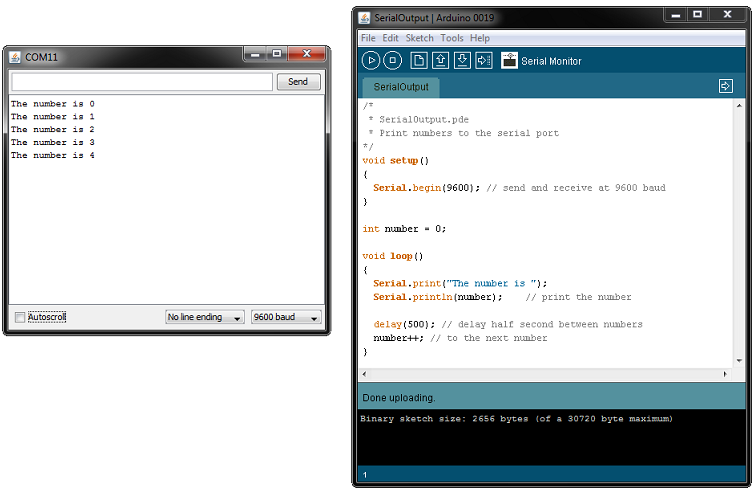 COM11
Send
The number is 0
The number is 1
The number is 2
The number is 3
The number is 4
Autoscroll
No line ending
9600 baud
SerialOutput | Arduino 0019
File Edit Sketch Tools Help
Serial Monitor
SerialOutput
/*
 * SerialOutput.pde
 * Print numbers to the serial port
*/
void setup()
{
  Serial.begin(9600); // send and receive at 9600 baud
}
int number = 0;
void loop()
{
  Serial.print("The number is ");
  Serial.println(number);    // print the number
  delay(500); // delay half second between numbers
  number++; // to the next number
}
Done uploading.
Binary sketch size: 2656 bytes (of a 30720 byte maximum)
1